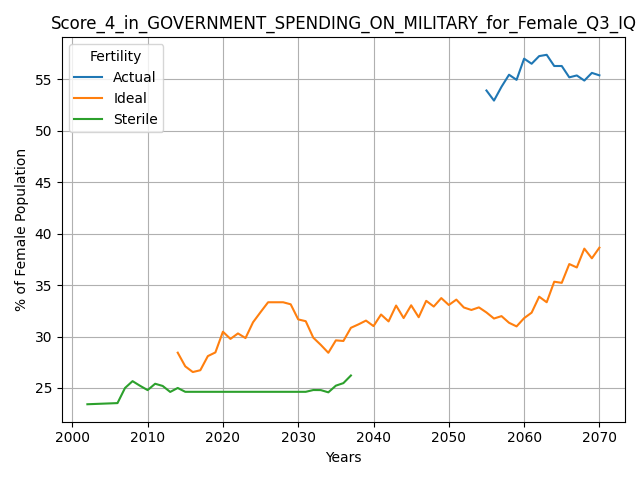 Score_4_in_GOVERNMENT_SPENDING_ON_MILITARY_for_Female_Q3_IQ
Fertility
Actual
Ideal
Sterile
% of Female Population
55
50
45
40
35
30
25
2000 2010 2020 2030 2040 2050 2060 2070
Years